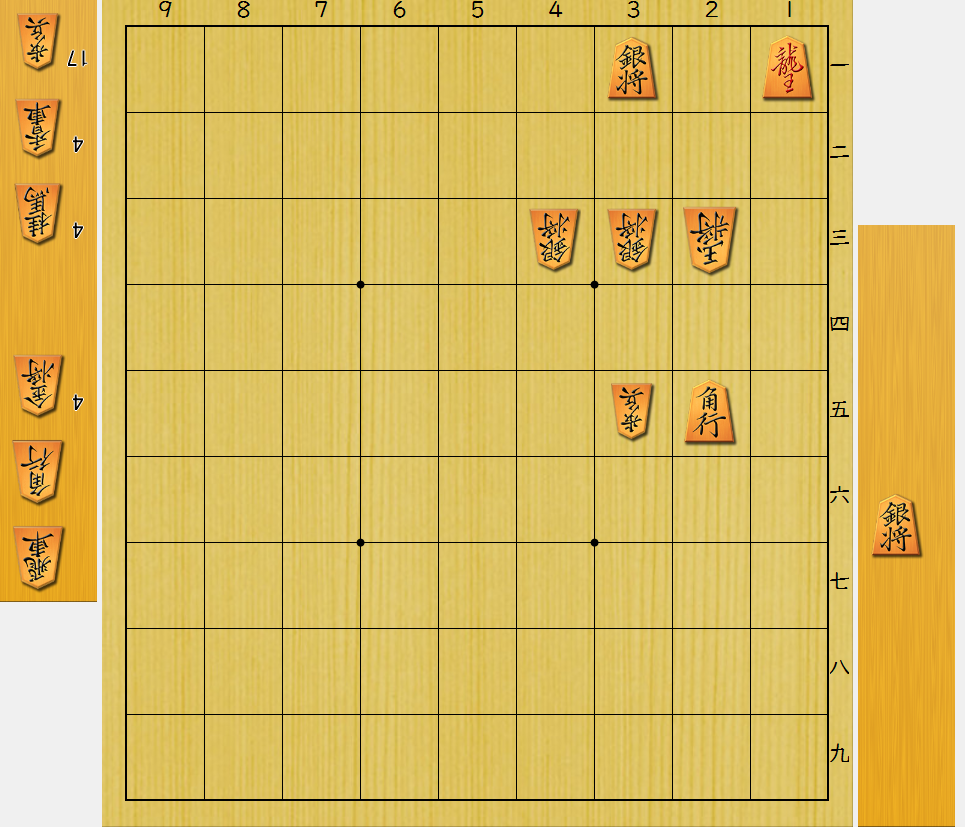 9 8 7 6 5 4 3 2 1
一
二
三
四
五
六
七
八
九
銀将
龍王
銀将
銀将
玉将
歩兵
角行
歩兵 17
香車 4
桂馬 4
金将 4
角行
飛車
銀将